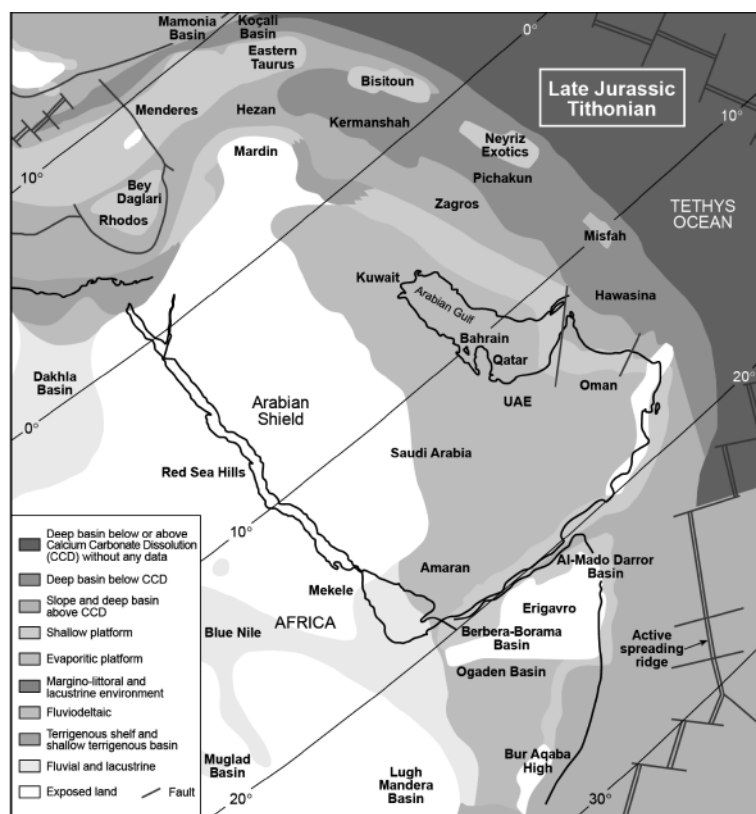 Mamonia
Basin
Koçali
Basin
0°
Eastern
Taurus
Bisitoun
Late Jurassic
Tithonian
Menderes
Hezan
Kermanshah
10°
Neyriz
Exotics
Mardin
Pichakun
10°
Bey
Daglari
Zagros
TETHYS
OCEAN
Rhodos
Misfah
Kuwait
Arabian Gulf
Hawasina
Bahrain
Qatar
Dakhla
Basin
UAE
Oman
20°
Arabian
Shield
0°
Saudi Arabia
Red Sea Hills
10°
Deep basin below or above
Calcium Carbonate Dissolution
(CCD) without any data
Deep basin below CCD
Slope and deep basin
above CCD
Shallow platform
Evaporitic platform
Margino-littoral and
lacustrine environment
Fluviodeltaic
Terrigenous shelf and
shallow terrigenous basin
Fluvial and lacustrine
Exposed land
Fault
Amaran
Al-Mado Darror
Basin
Mekele
Erigavro
AFRICA
Blue Nile
Berbera-Borama
Basin
Active
spreading
ridge
Ogaden Basin
30°
Muglad
Basin
Bur Aqaba
High
Lugh
Mandera
Basin
20°
30°